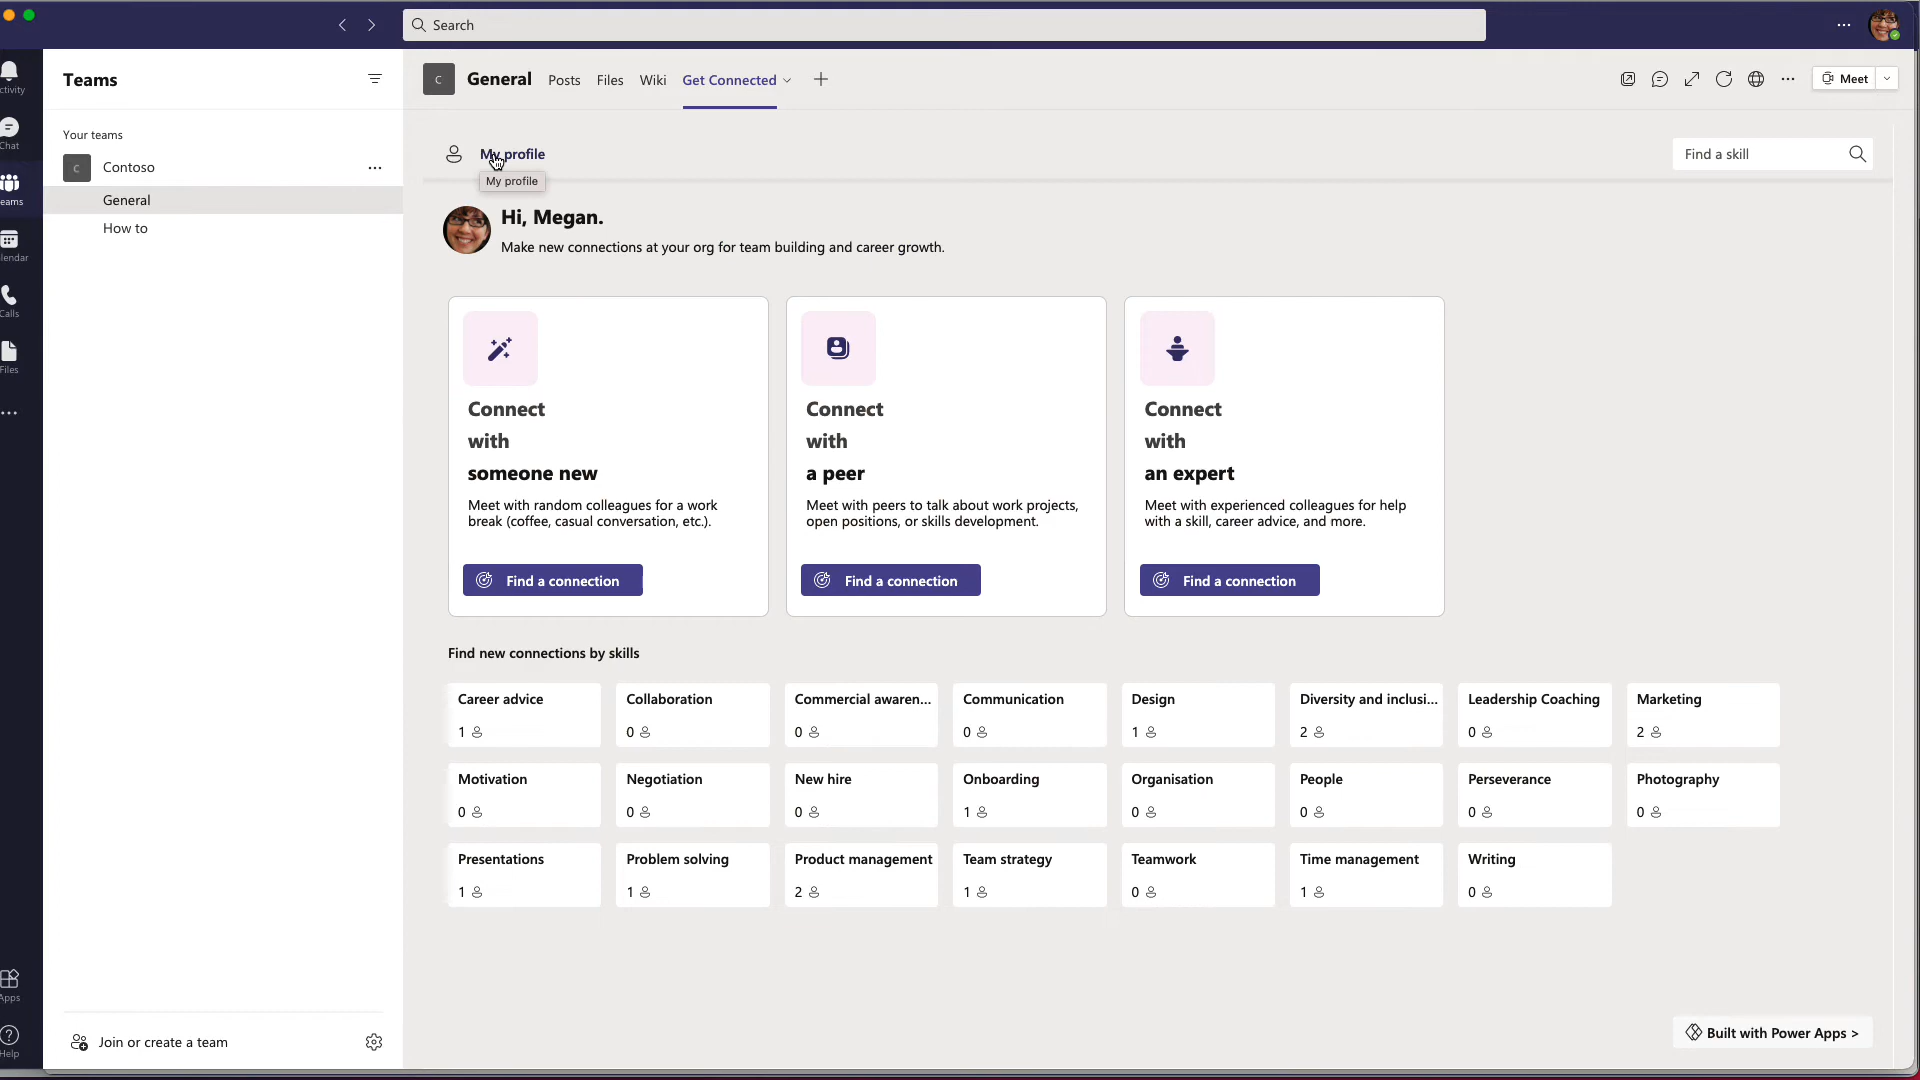 Search
ctivity
Chat
eams
lendar
Calls
Files
Apps
Help
Teams
Your teams
C
Contoso
General
How to
Join or create a team
C
General
Posts
Files
Wiki
Get Connected
Meet
My profile
My profile
Find a skill
Hi, Megan.
Make new connections at your org for team building and career growth.
Connect
with
someone new
Meet with random colleagues for a work
break (coffee, casual conversation, etc.).
Find a connection
Connect
with
a peer
Meet with peers to talk about work projects,
open positions, or skills development.
Find a connection
Connect
with
an expert
Meet with experienced colleagues for help
with a skill, career advice, and more.
Find a connection
Find new connections by skills
Career advice
1
Collaboration
0
Commercial awaren...
0
Communication
0
Design
1
Diversity and inclusi...
2
Leadership Coaching
0
Marketing
2
Motivation
0
Negotiation
0
New hire
0
Onboarding
1
Organisation
0
People
0
Perseverance
0
Photography
0
Presentations
1
Problem solving
1
Product management
2
Team strategy
1
Teamwork
0
Time management
1
Writing
0
Built with Power Apps >